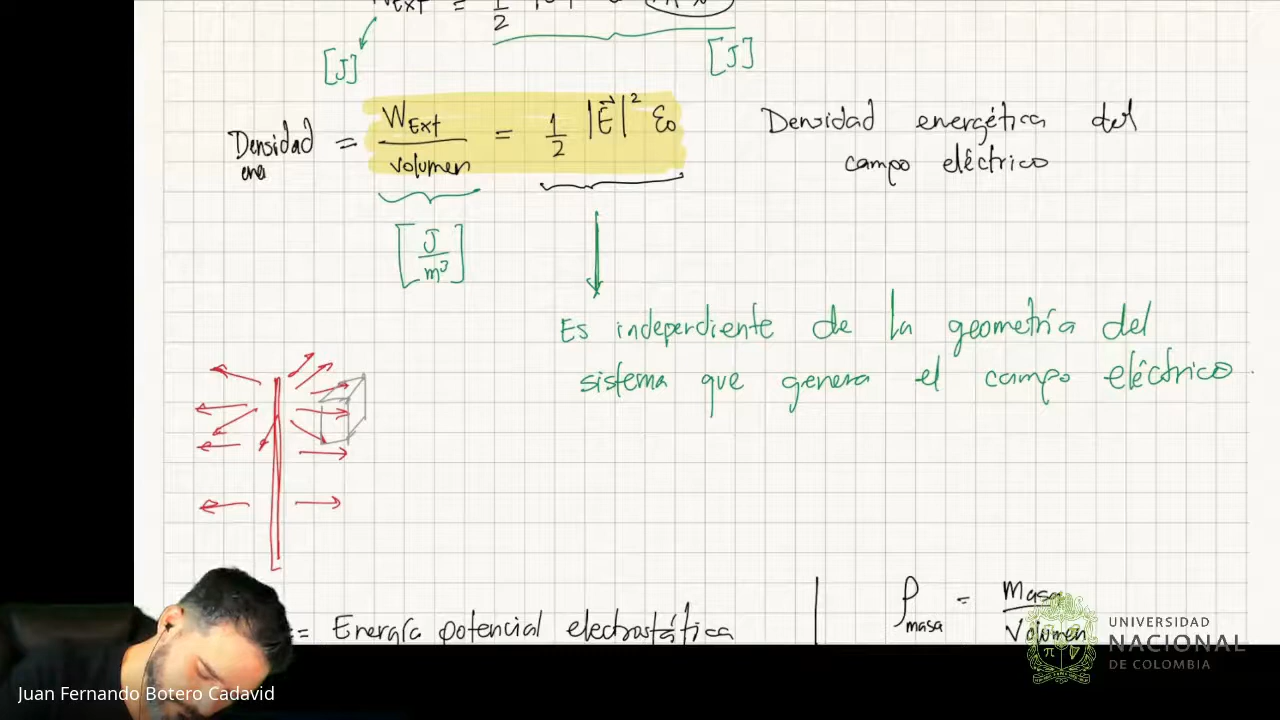 [J]
[J]
Densidad ener = W_Ext / volumen = 1/2 |E⃗|² ε₀
Densidad energética del
campo eléctrico
[J/m³]
Es independiente de la geometría del
sistema que genera el campo eléctrico.
= Energía potencial electrostática
ρ_masa = Masa / Volumen
UNIVERSIDAD
NACIONAL
DE COLOMBIA
Juan Fernando Botero Cadavid